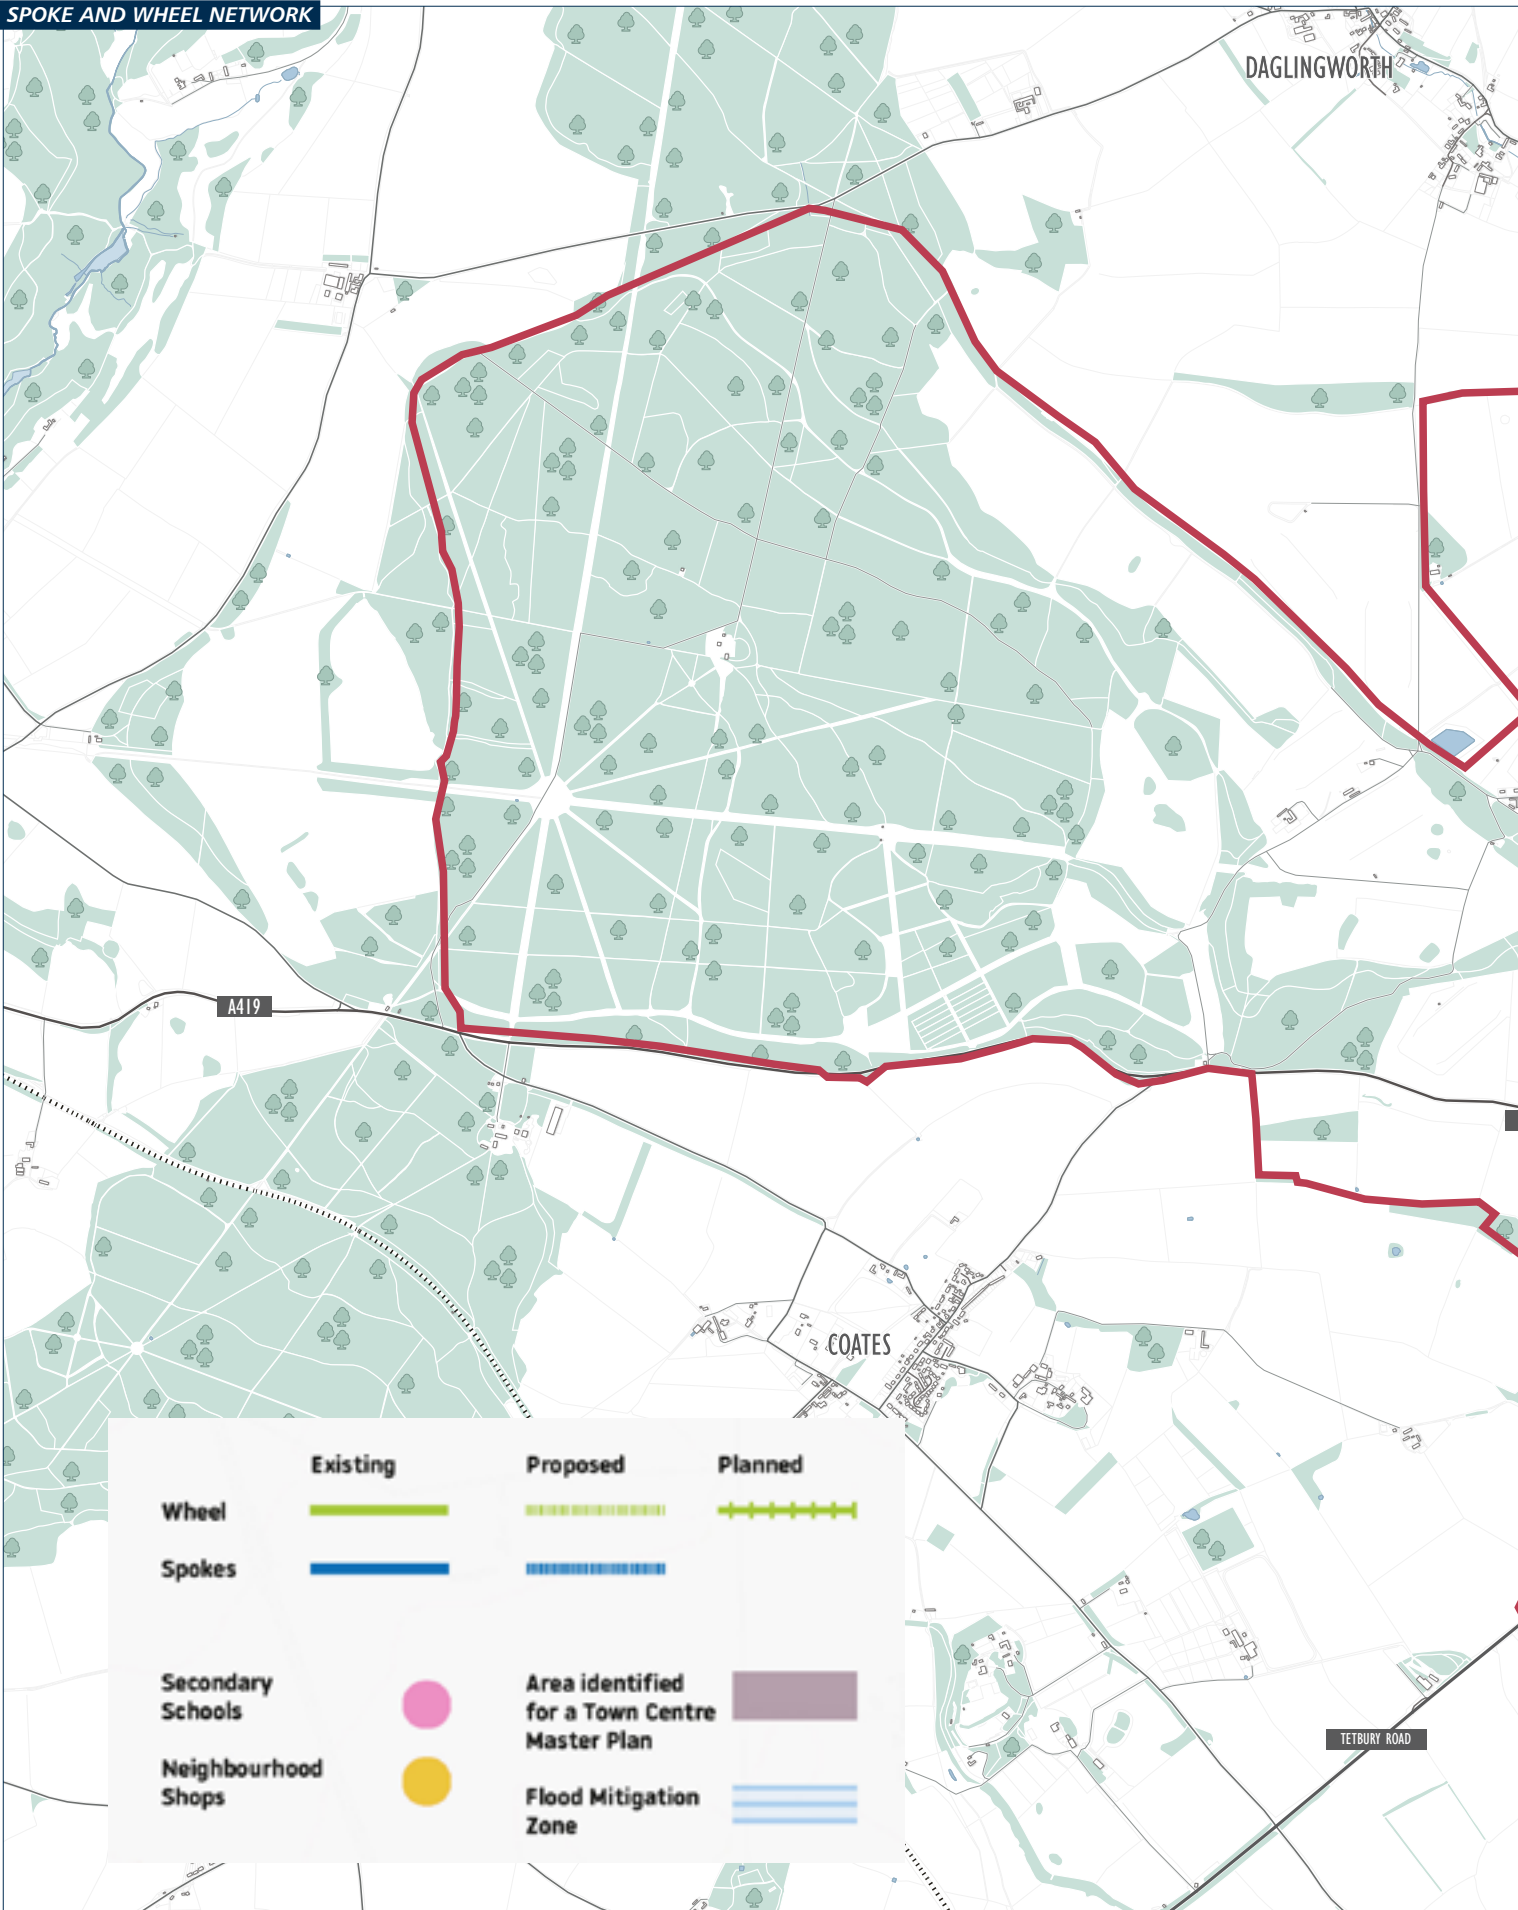 SPOKE AND WHEEL NETWORK
DAGLINGWORTH
A419
COATES
Existing Proposed Planned
Wheel
Spokes
Secondary
Schools
Area identified
for a Town Centre
Master Plan
Neighbourhood
Shops
Flood Mitigation
Zone
TETBURY ROAD